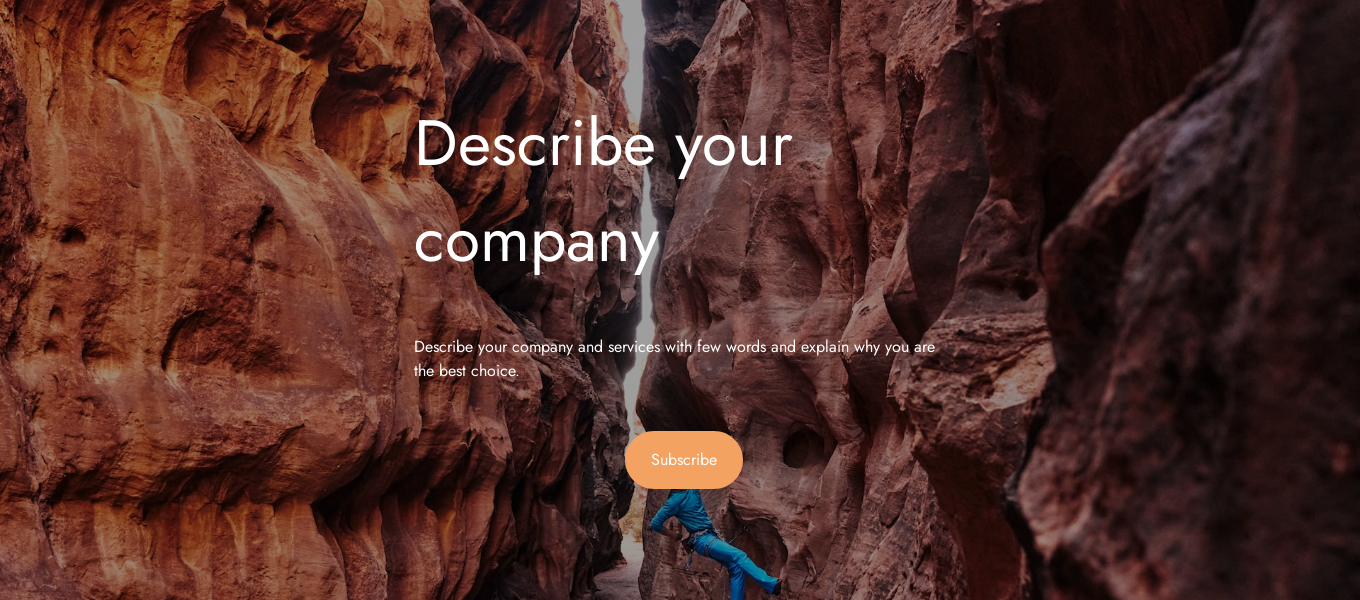 Describe your
company
Describe your company and services with few words and explain why you are
the best choice.
Subscribe